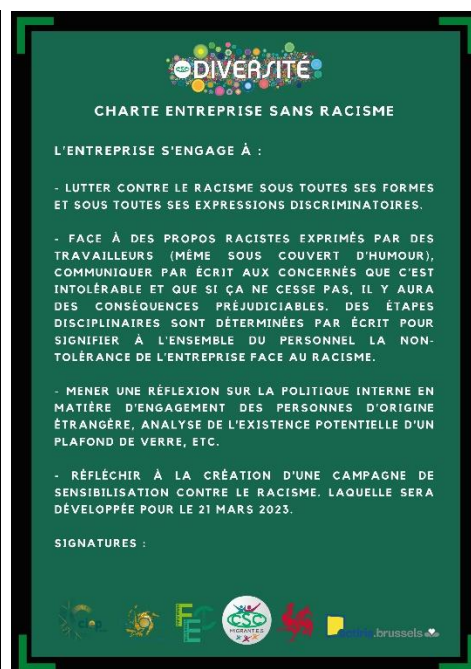 CSC DIVERSITÉ
CHARTE ENTREPRISE SANS RACISME
L'ENTREPRISE S'ENGAGE À :
- LUTTER CONTRE LE RACISME SOUS TOUTES SES FORMES
ET SOUS TOUTES SES EXPRESSIONS DISCRIMINATOIRES.
- FACE À DES PROPOS RACISTES EXPRIMÉS PAR DES
TRAVAILLEURS (MÊME SOUS COUVERT D'HUMOUR),
COMMUNIQUER PAR ÉCRIT AUX CONCERNÉS QUE C'EST
INTOLÉRABLE ET QUE SI ÇA NE CESSE PAS, IL Y AURA
DES CONSÉQUENCES PRÉJUDICIABLES. DES ÉTAPES
DISCIPLINAIRES SONT DÉTERMINÉES PAR ÉCRIT POUR
SIGNIFIER À L'ENSEMBLE DU PERSONNEL LA NON-
TOLÉRANCE DE L'ENTREPRISE FACE AU RACISME.
- MENER UNE RÉFLEXION SUR LA POLITIQUE INTERNE EN
MATIÈRE D'ENGAGEMENT DES PERSONNES D'ORIGINE
ÉTRANGÈRE, ANALYSE DE L'EXISTENCE POTENTIELLE D'UN
PLAFOND DE VERRE, ETC.
- RÉFLÉCHIR À LA CRÉATION D'UNE CAMPAGNE DE
SENSIBILISATION CONTRE LE RACISME. LAQUELLE SERA
DÉVELOPPÉE POUR LE 21 MARS 2023.
SIGNATURES :
FEC
CSC
MIGRANTES
actiris.brussels